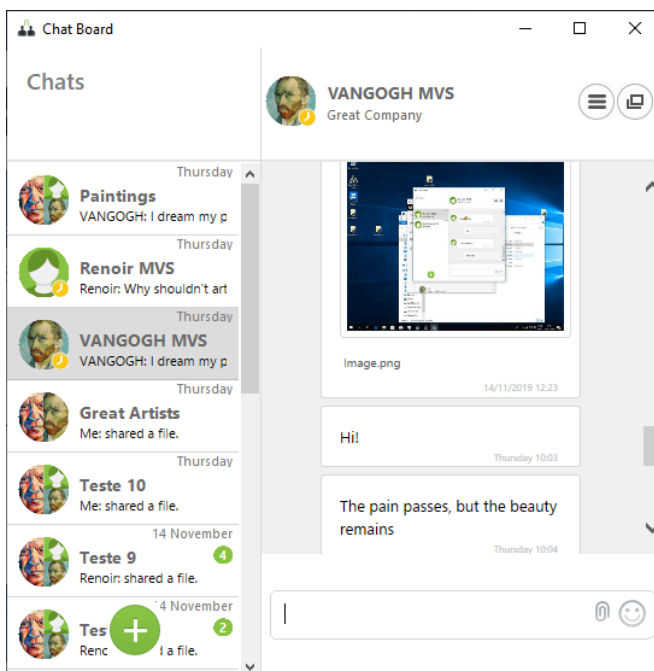 Chat Board
Chats
VANGOGH MVS
Great Company
Thursday
Paintings
VANGOGH: I dream my p
Thursday
Renoir MVS
Renoir: Why shouldn't art
Thursday
VANGOGH MVS
VANGOGH: I dream my p
Thursday
Great Artists
Me: shared a file.
Thursday
Teste 10
Me: shared a file.
14 November
Teste 9
4
Renoir: shared a file.
4 November
Tes
2
Renc
l a file.
Image.png
14/11/2019 12:23
Hi!
Thursday 10:03
The pain passes, but the beauty
remains
Thursday 10:04